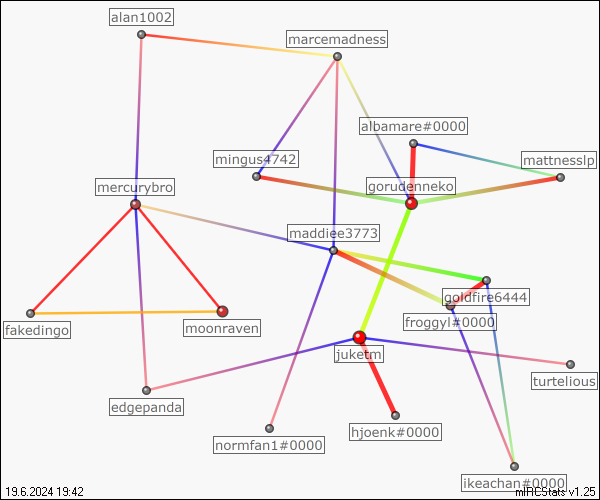 alan1002
marcemadness
albamare#0000
mingus4742
mattnesslp
mercurybro
gorudenneko
maddiee3773
goldfire6444
froggyl#0000
fakedingo
moonraven
juketm
turtelious
edgepanda
hjoenk#0000
normfan1#0000
ikeachan#0000
19.6.2024 19:42
mIRCStats v1.25